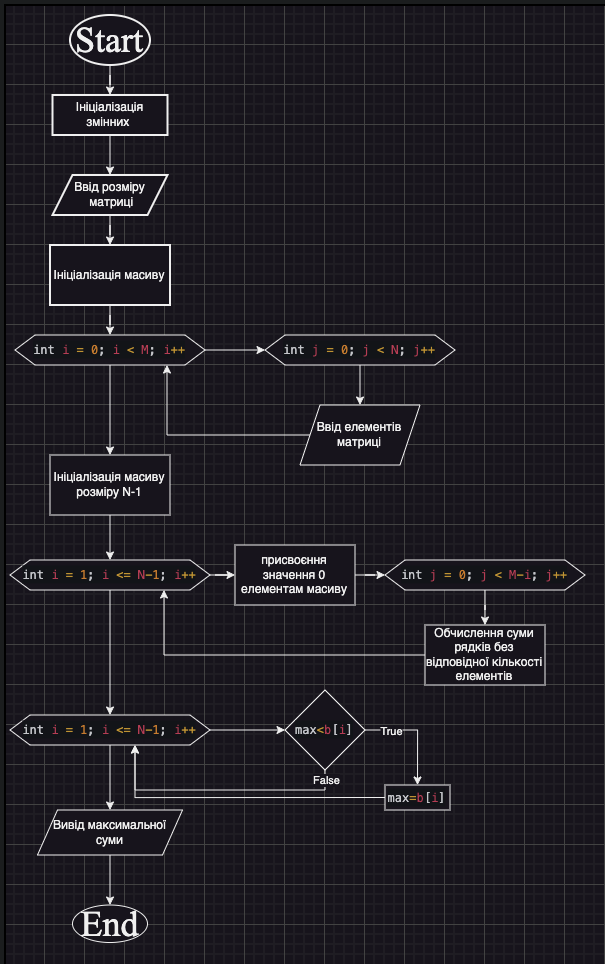 Start
Ініціалізація
змінних
Ввід розміру
матриці
Ініціалізація масиву
int i = 0; i < M; i++
int j = 0; j < N; j++
Ввід елементів
матриці
Ініціалізація масиву
розміру N-1
int i = 1; i <= N-1; i++
присвоєння
значення 0
елементам масиву
int j = 0; j < M-i; j++
Обчислення суми
рядків без
відповідної кількості
елементів
int i = 1; i <= N-1; i++
max<b[i]
True
False
max=b[i]
Вивід максимальної
суми
End